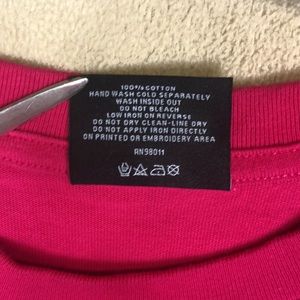 100% COTTON
HAND WASH COLD SEPARATELY
WASH INSIDE OUT
DO NOT BLEACH
LOW IRON ON REVERSE
DO NOT DRY CLEAN-LINE DRY
DO NOT APPLY IRON DIRECTLY
ON PRINTED OR EMBROIDERY AREA
RN98011